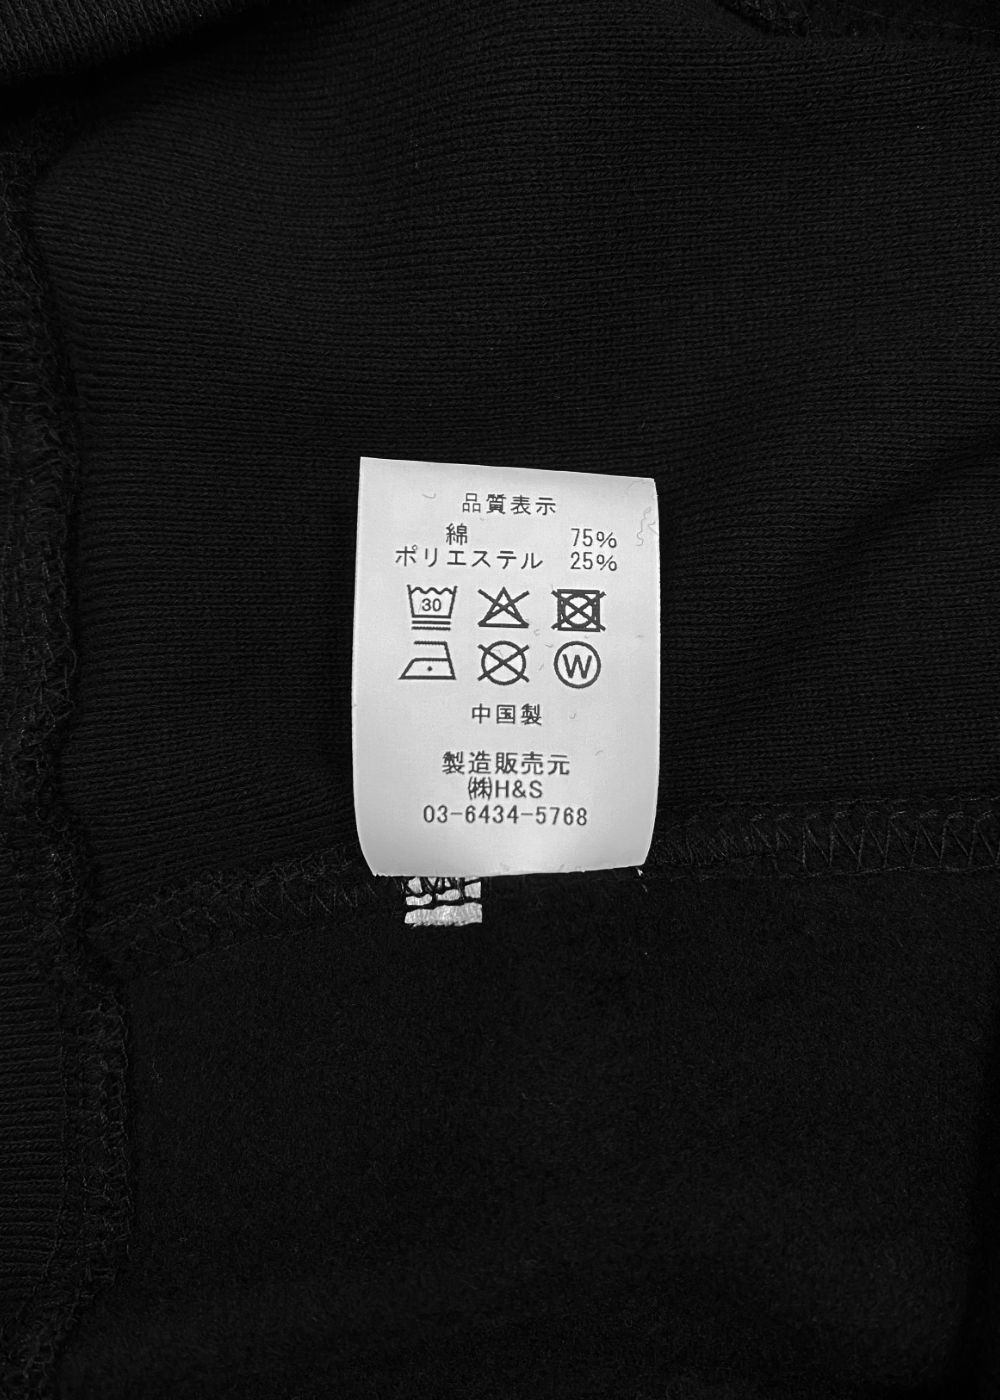 品質表示
綿 75%
ポリエステル 25%
30
W
中国製
製造販売元
㈱H&S
03-6434-5768